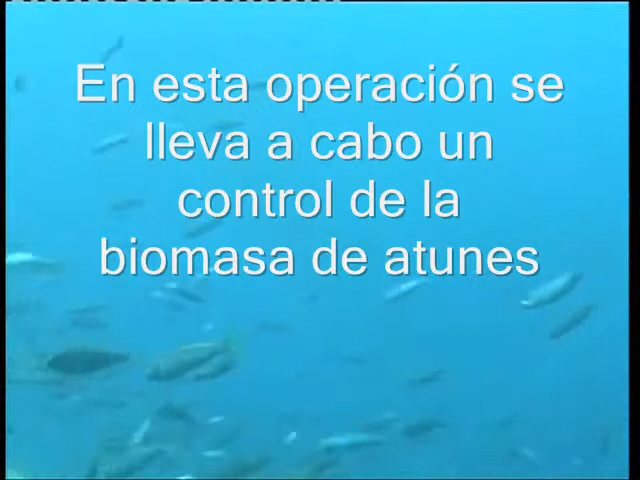 En esta operación se
lleva a cabo un
control de la
biomasa de atunes